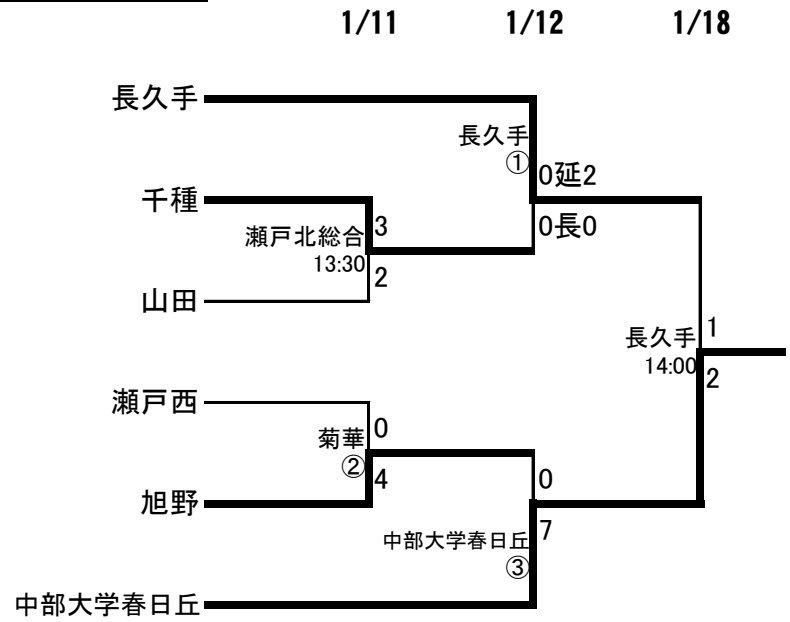 1/11 1/12 1/18
長久手
長久手
①
0延2
千種
3
0長0
瀬戸北総合
13:30
2
山田
1
長久手
14:00
2
瀬戸西
0
菊華
②
4
0
旭野
7
中部大学春日丘
③
中部大学春日丘